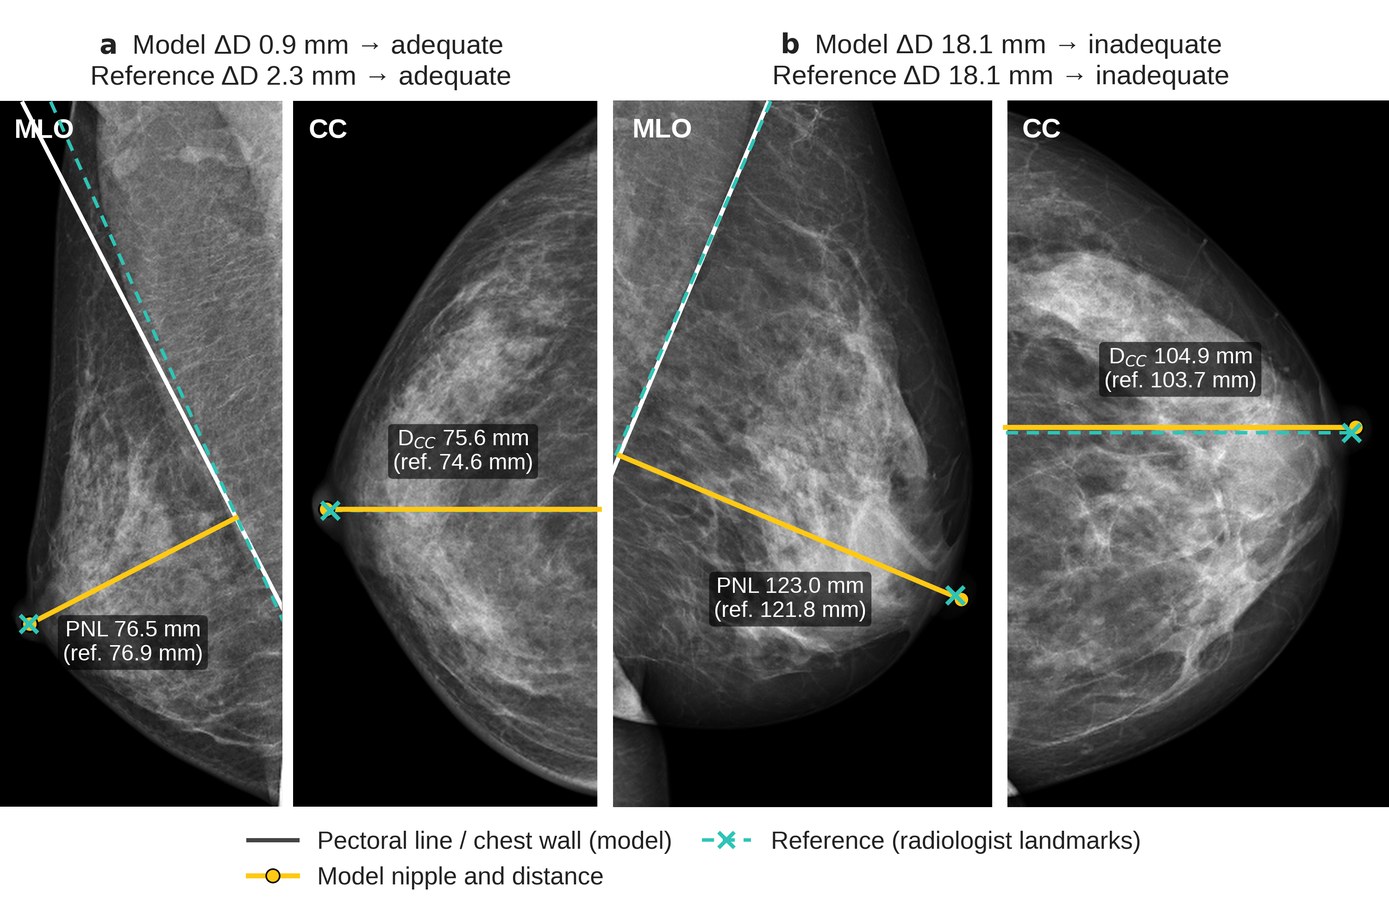 a Model ΔD 0.9 mm → adequate
Reference ΔD 2.3 mm → adequate
b Model ΔD 18.1 mm → inadequate
Reference ΔD 18.1 mm → inadequate
MLO
CC
MLO
CC
PNL 76.5 mm
(ref. 76.9 mm)
DCC 75.6 mm
(ref. 74.6 mm)
PNL 123.0 mm
(ref. 121.8 mm)
DCC 104.9 mm
(ref. 103.7 mm)
Pectoral line / chest wall (model)
Reference (radiologist landmarks)
Model nipple and distance